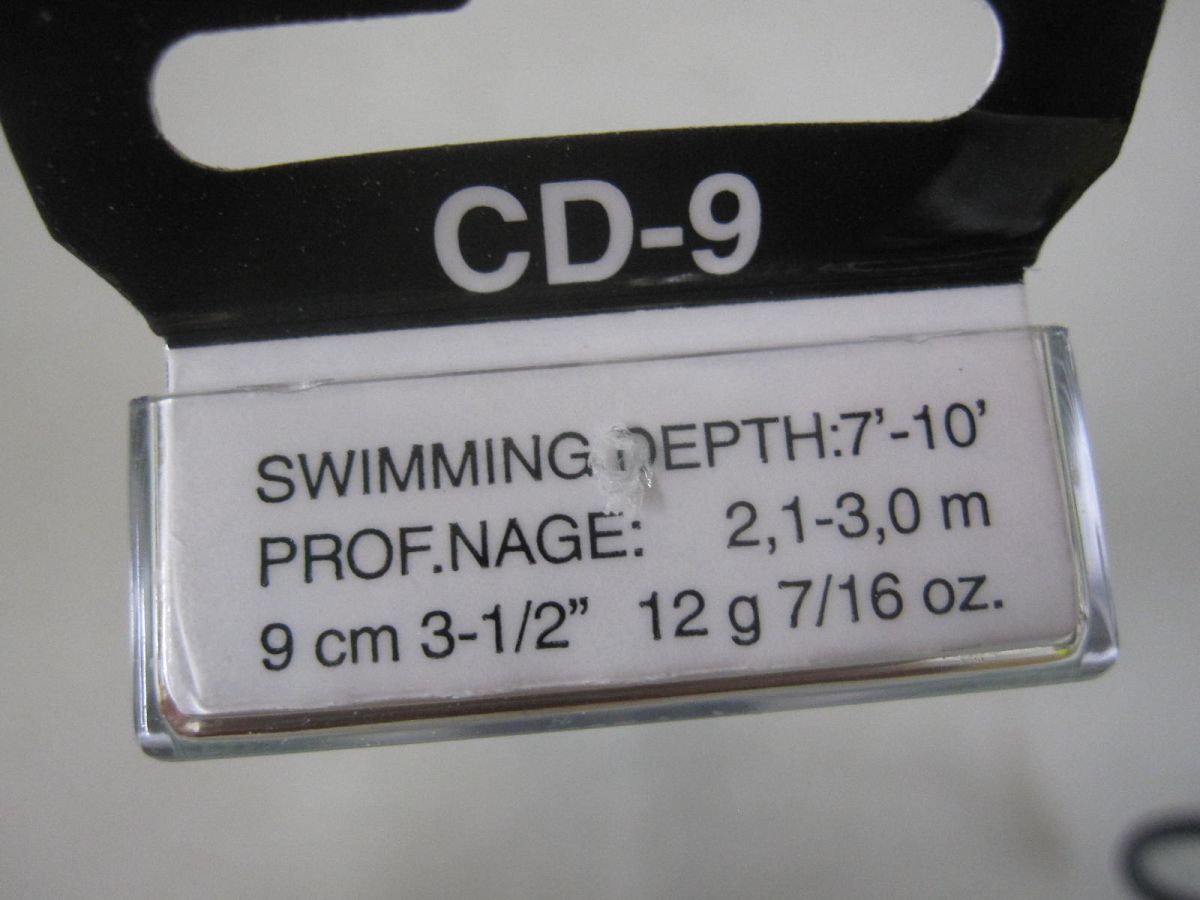 CD-9
SWIMMING DEPTH:7’-10’
PROF.NAGE: 2,1-3,0 m
9 cm 3-1/2” 12 g 7/16 oz.